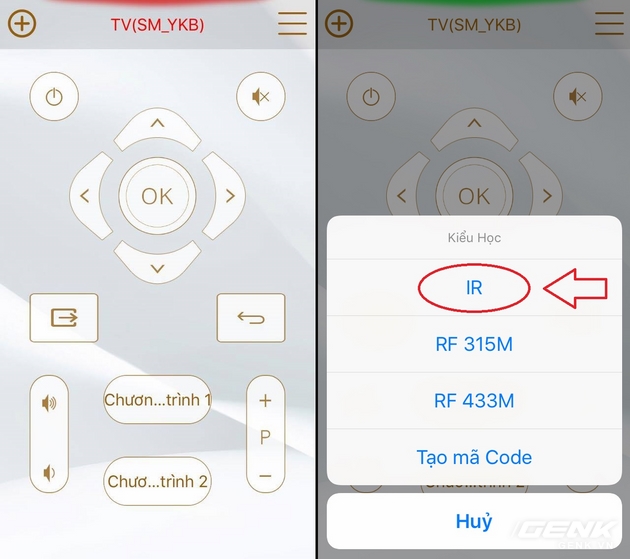 TV(SM_YKB)
OK
Chươn...trình 1
P
Chươ...trình 2
TV(SM_YKB)
OK
Kiểu Học
IR
RF 315M
RF 433M
Tạo mã Code
Huỷ
GENK